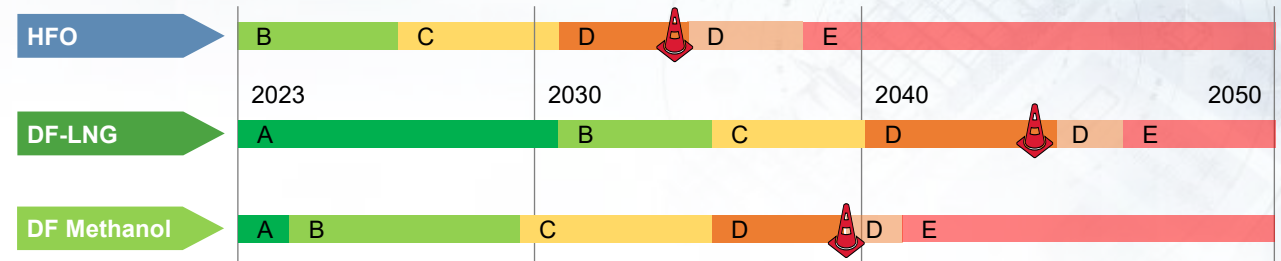 HFO B C D D E
2023 2030 2040 2050
DF-LNG A B C D D E
DF Methanol A B C D D E